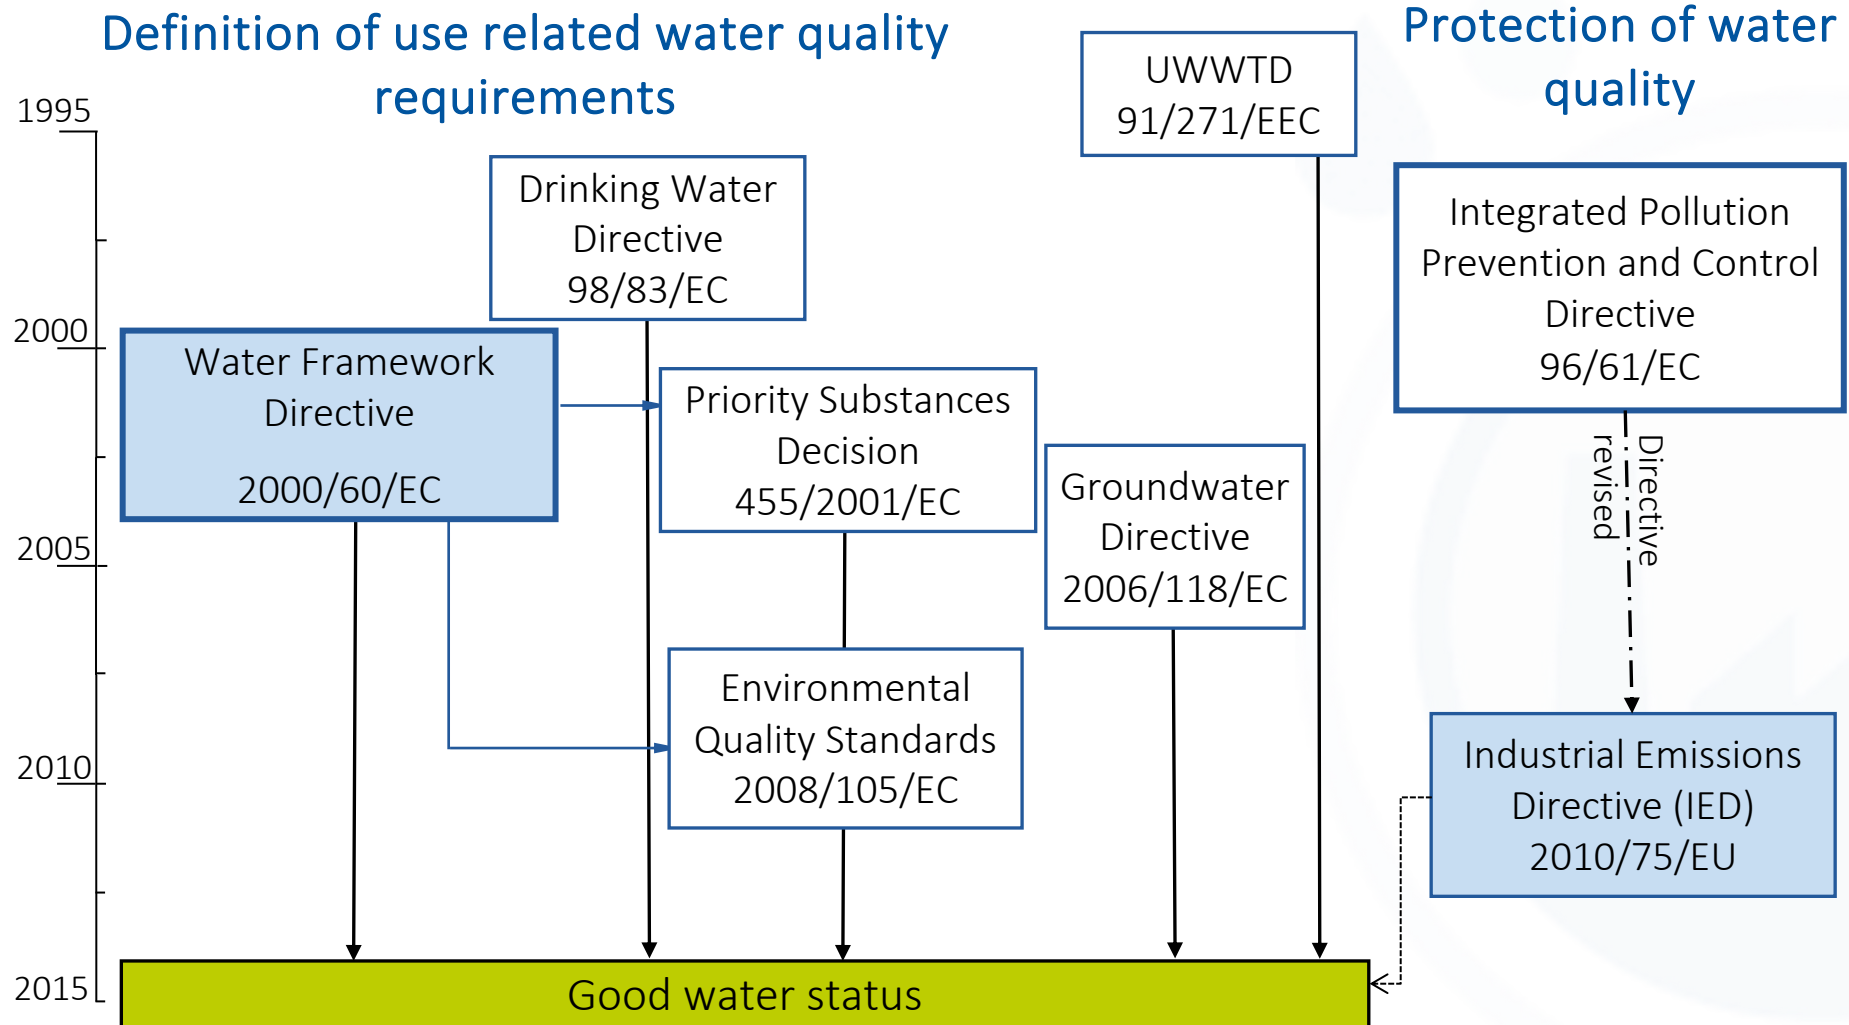 Definition of use related water quality
requirements
Protection of water
quality
UWWTD
91/271/EEC
1995
Drinking Water
Directive
98/83/EC
Integrated Pollution
Prevention and Control
Directive
96/61/EC
2000
Water Framework
Directive
2000/60/EC
Priority Substances
Decision
455/2001/EC
Groundwater
Directive
2006/118/EC
Directive
revised
2005
Environmental
Quality Standards
2008/105/EC
Industrial Emissions
Directive (IED)
2010/75/EU
2010
2015
Good water status